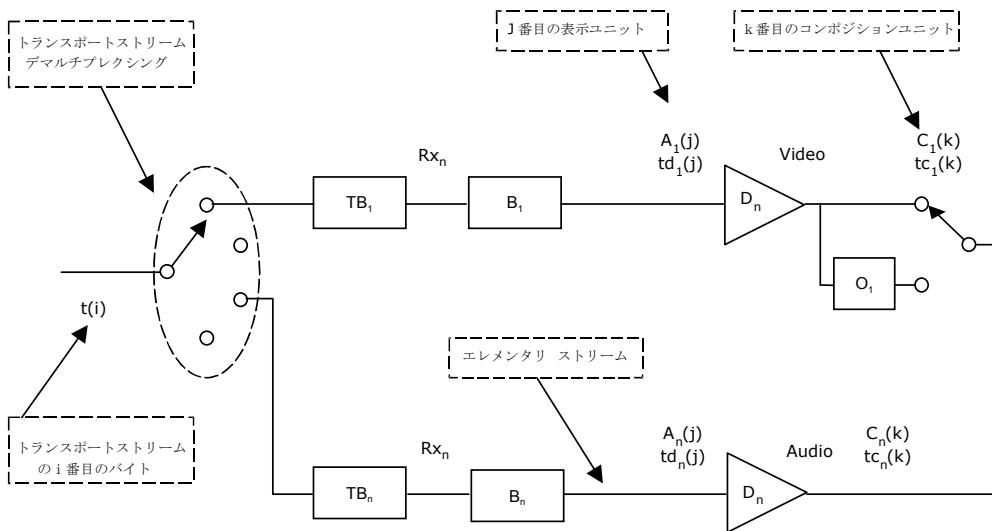 トランスポートストリーム
デマルチプレクシング
J番目の表示ユニット
k番目のコンポジションユニット
A₁(j)
td₁(j)
Rxₙ
Video
C₁(k)
tc₁(k)
TB₁
B₁
Dₙ
O₁
t(i)
エレメンタリ ストリーム
トランスポートストリーム
のi番目のバイト
Rxₙ
Aₙ(j)
tdₙ(j)
Audio
Cₙ(k)
tcₙ(k)
TBₙ
Bₙ
Dₙ